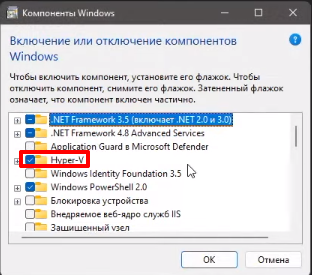 Компоненты Windows
Включение или отключение компонентов
Windows
Чтобы включить компонент, установите его флажок. Чтобы
отключить компонент, снимите его флажок. Затененный флажок
означает, что компонент включен частично.
.NET Framework 3.5 (включает .NET 2.0 и 3.0)
.NET Framework 4.8 Advanced Services
Application Guard в Microsoft Defender
Hyper-V
Windows Identity Foundation 3.5
Windows PowerShell 2.0
Блокировка устройства
Внедряемое веб-ядро служб IIS
Защищенный узел
ОК
Отмена